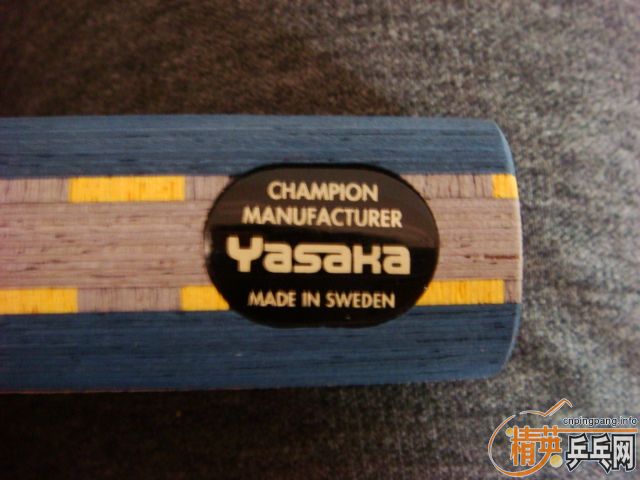 CHAMPION
MANUFACTURER
Yasaka
MADE IN SWEDEN
cnpingpang.info
精英乒乓网